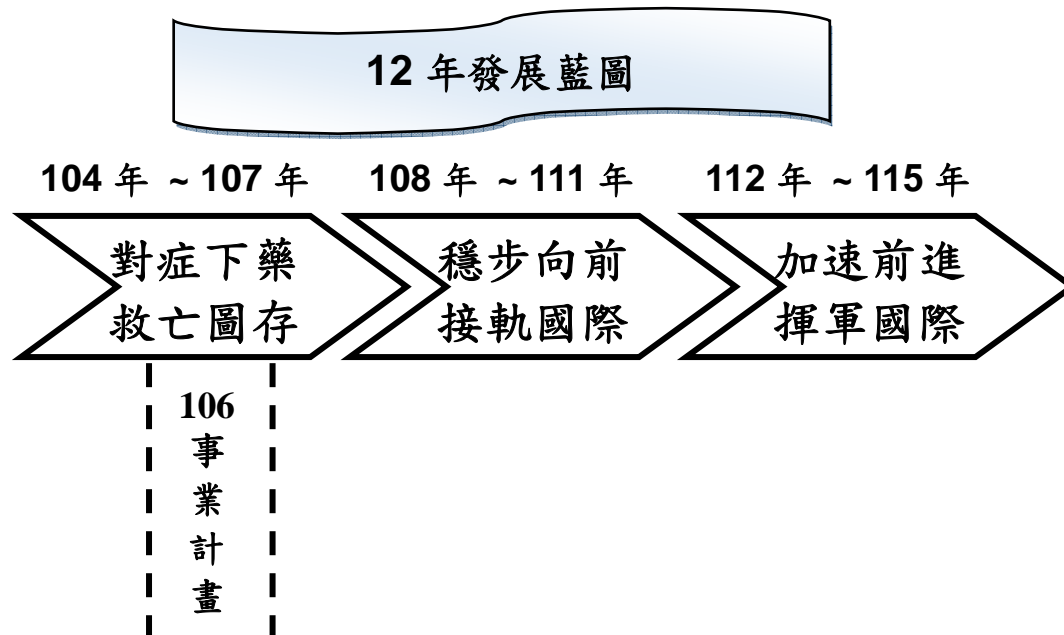 12 年發展藍圖
104 年 ~ 107 年
108 年 ~ 111 年
112 年 ~ 115 年
對症下藥
救亡圖存
穩步向前
接軌國際
加速前進
揮軍國際
106
事
業
計
畫